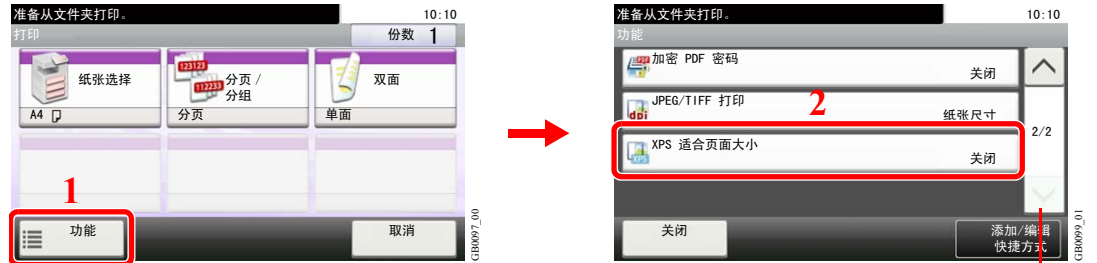 准备从文件夹打印。 10:10
打印 份数 1
纸张选择
A4
分页 /
分组
123123
112233
分页
双面
单面
1
功能
取消
GB0097_00
准备从文件夹打印。 10:10
功能
PDF
加密 PDF 密码
关闭
dpi
JPEG/TIFF 打印
纸张尺寸
2
XPS
XPS 适合页面大小
关闭
2/2
关闭
添加/编辑
快捷方式
GB0099_01